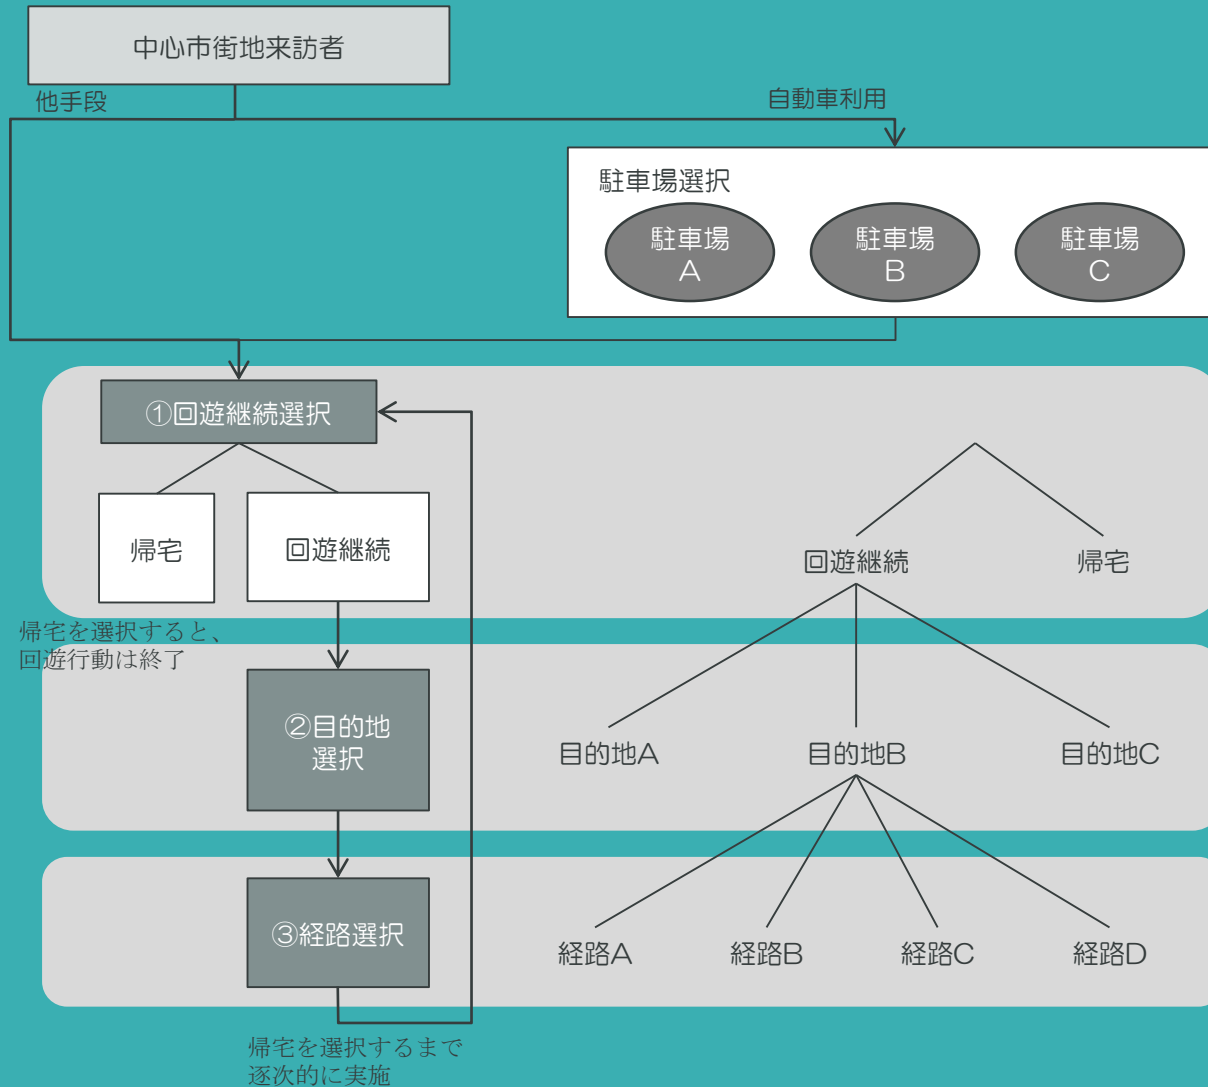 中心市街地来訪者
他手段
自動車利用
駐車場選択
駐車場
A
駐車場
B
駐車場
C
①回遊継続選択
帰宅
回遊継続
回遊継続
帰宅
帰宅を選択すると、
回遊行動は終了
②目的地
選択
目的地A
目的地B
目的地C
③経路選択
経路A
経路B
経路C
経路D
帰宅を選択するまで
逐次的に実施